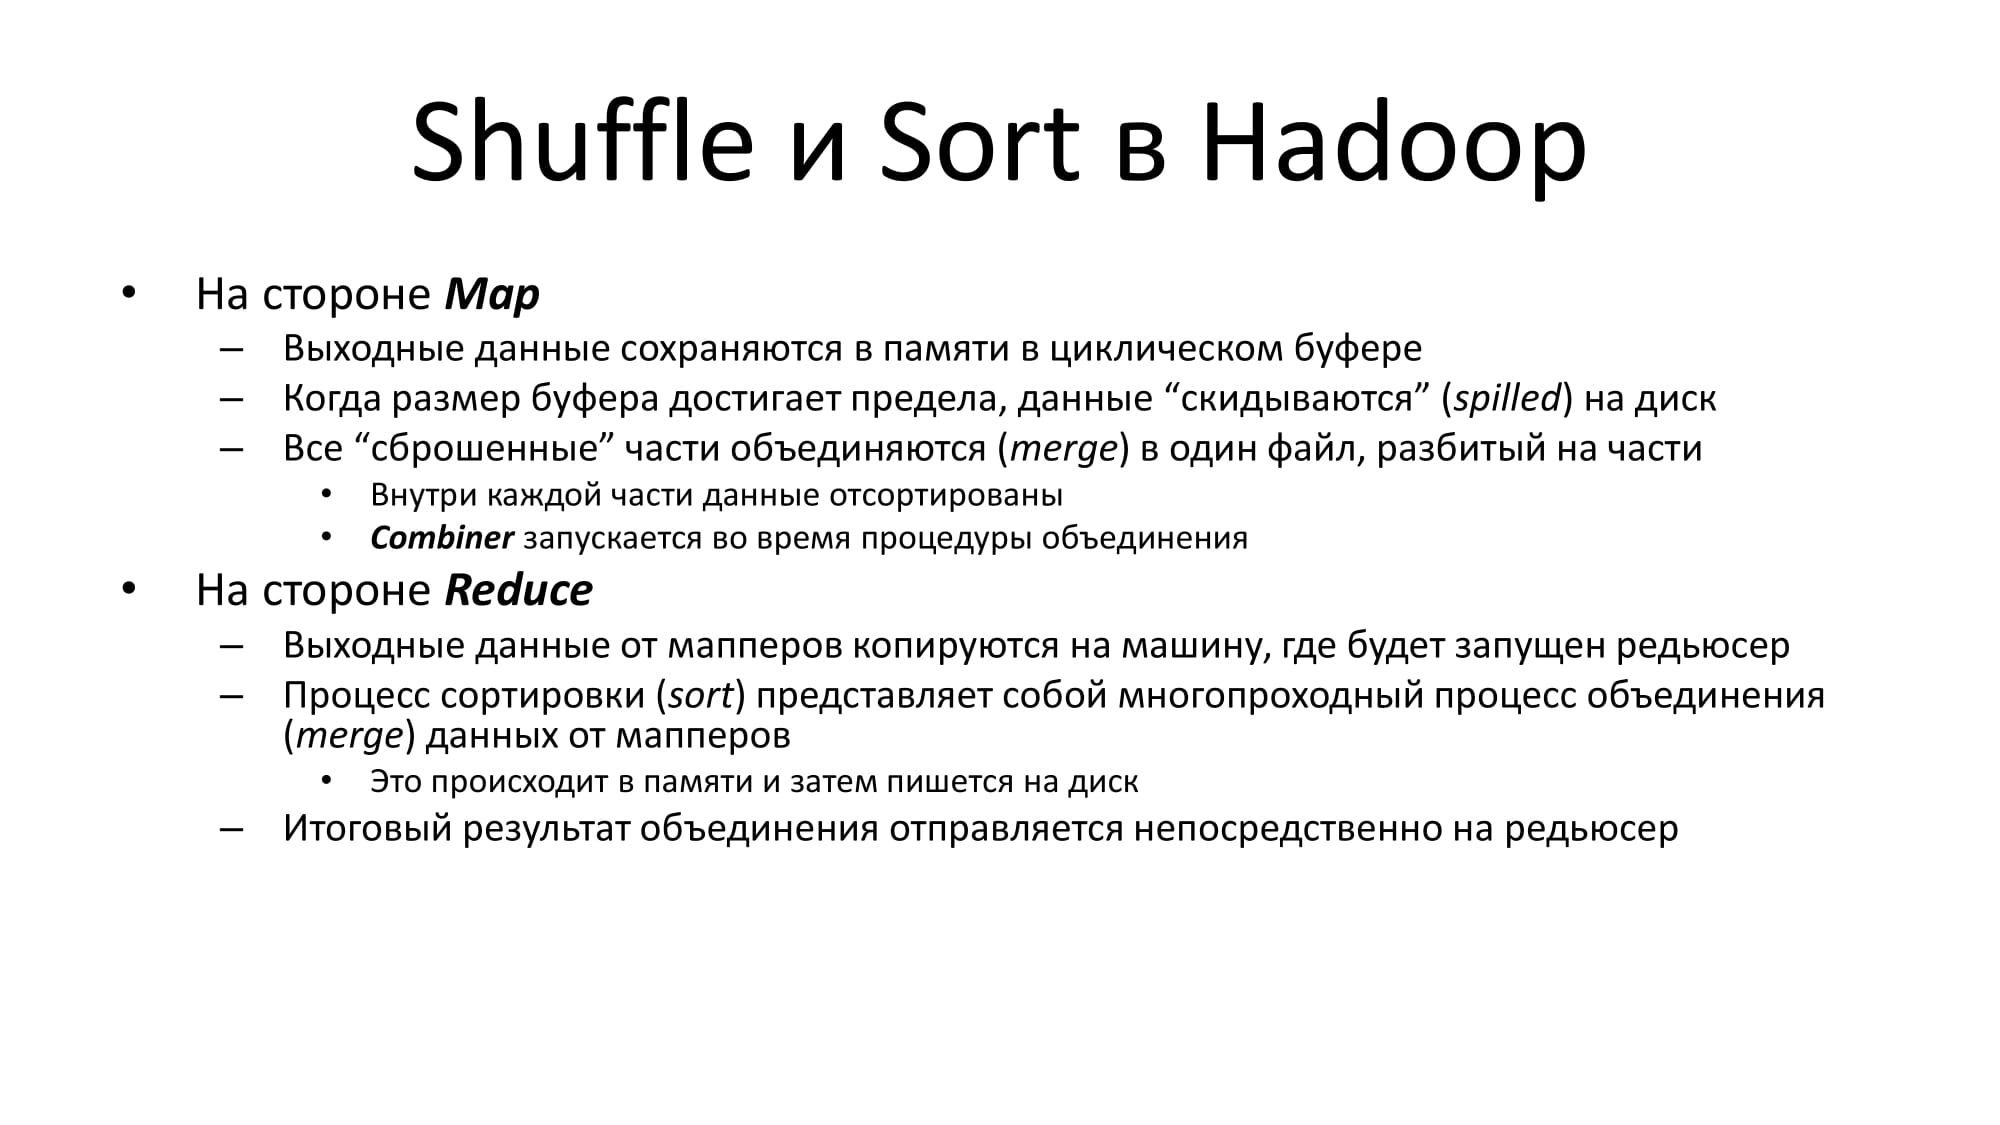 Shuffle и Sort в Hadoop
• На стороне Map
– Выходные данные сохраняются в памяти в циклическом буфере
– Когда размер буфера достигает предела, данные “скидываются” (spilled) на диск
– Все “сброшенные” части объединяются (merge) в один файл, разбитый на части
• Внутри каждой части данные отсортированы
• Combiner запускается во время процедуры объединения
• На стороне Reduce
– Выходные данные от мапперов копируются на машину, где будет запущен редьюсер
– Процесс сортировки (sort) представляет собой многопроходный процесс объединения
(merge) данных от мапперов
• Это происходит в памяти и затем пишется на диск
– Итоговый результат объединения отправляется непосредственно на редьюсер